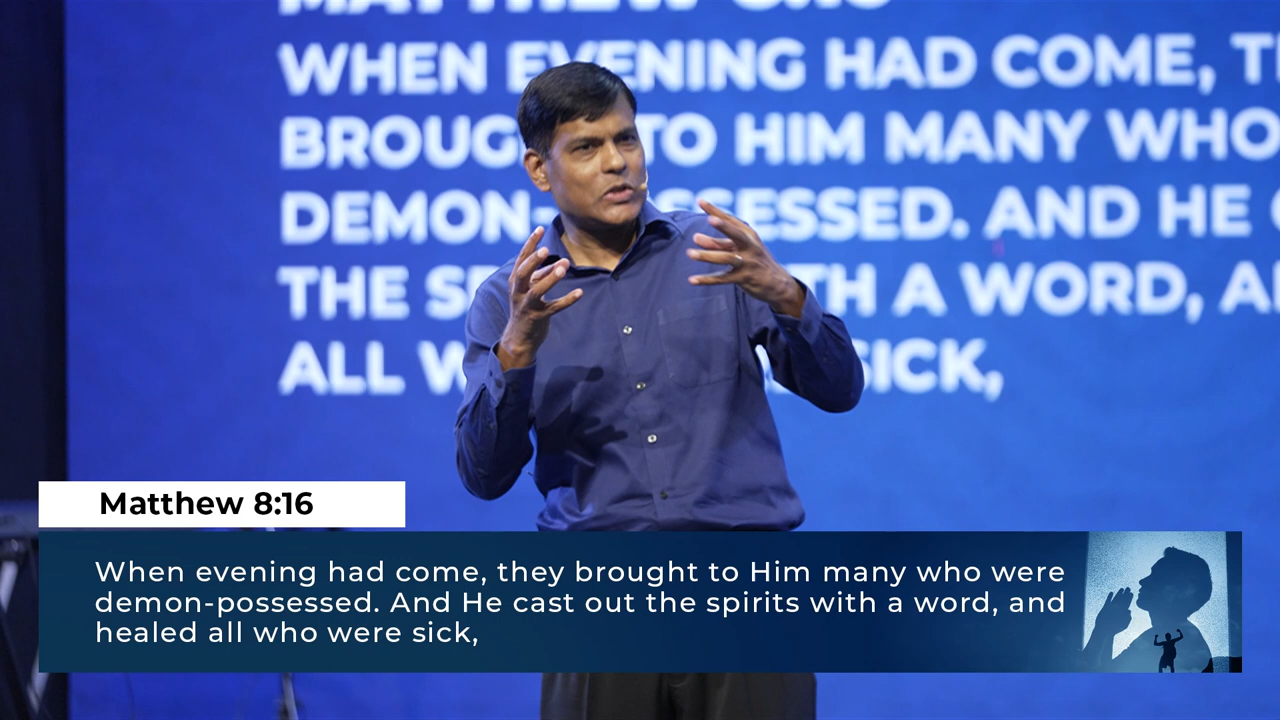 WHEN EVENING HAD COME,
TO HIM MANY WHO
DEMON- AND HE
THE WITH A WORD,
ALL SICK,
Matthew 8:16
When evening had come, they brought to Him many who were
demon-possessed. And He cast out the spirits with a word, and
healed all who were sick,